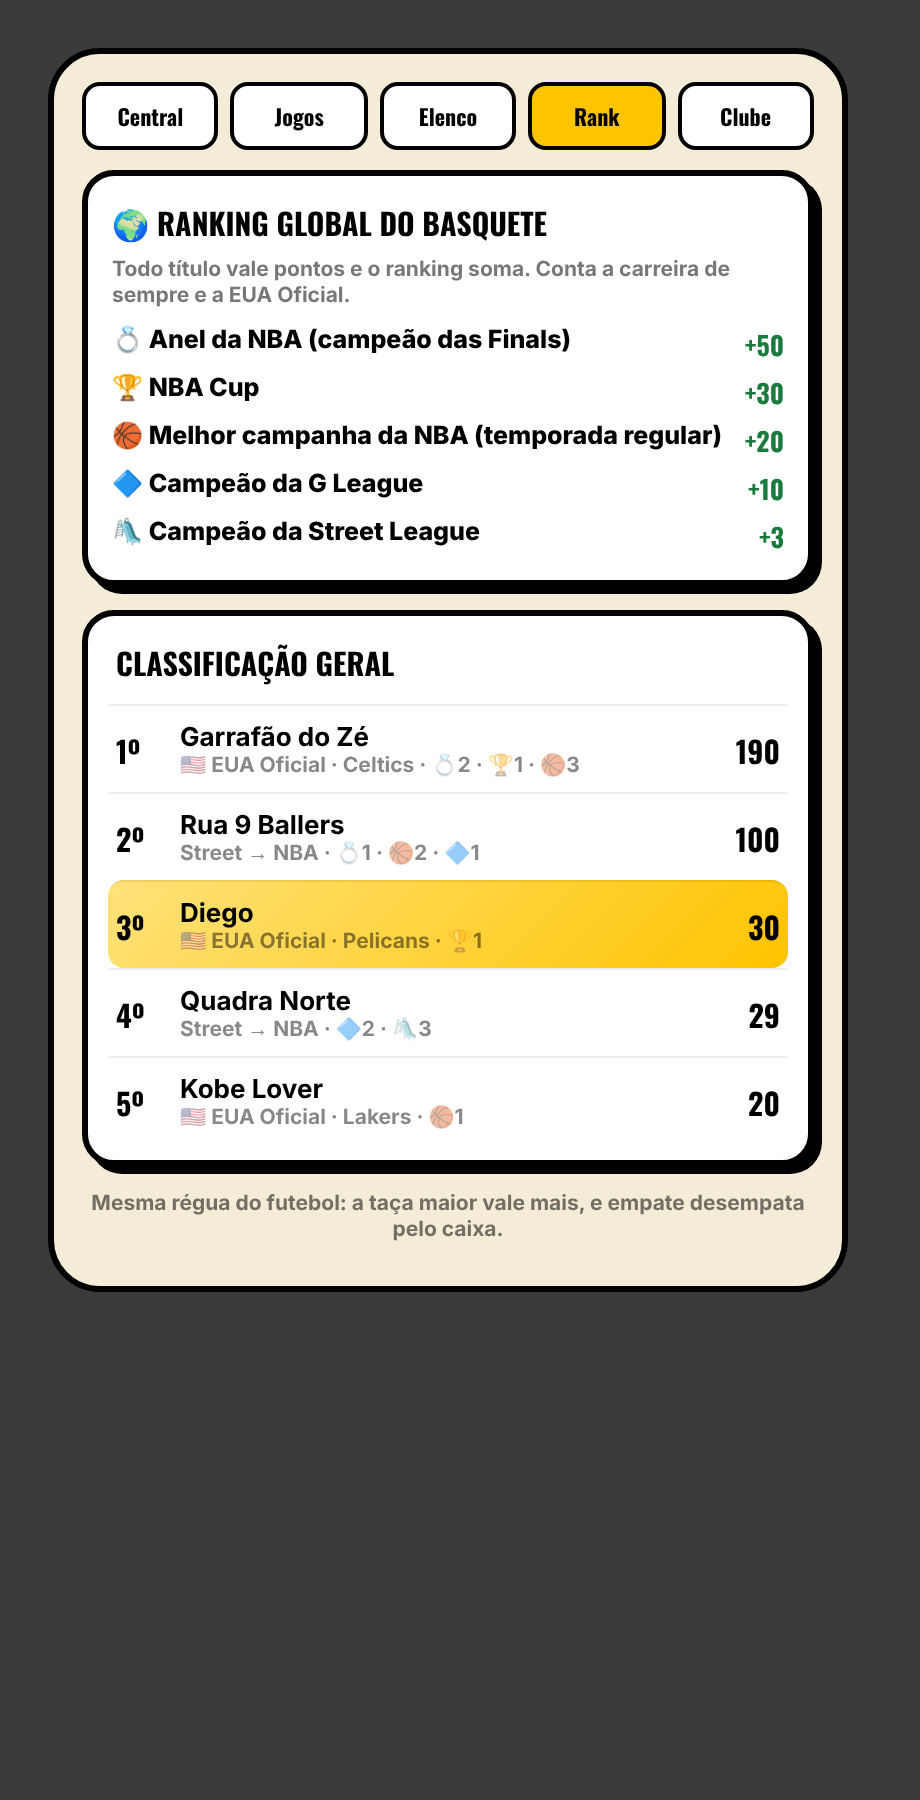 Central Jogos Elenco Rank Clube
🌍 RANKING GLOBAL DO BASQUETE
Todo título vale pontos e o ranking soma. Conta a carreira de
sempre e a EUA Oficial.
💍 Anel da NBA (campeão das Finals) +50
🏆 NBA Cup +30
🏀 Melhor campanha da NBA (temporada regular) +20
🔷 Campeão da G League +10
🛝 Campeão da Street League +3
CLASSIFICAÇÃO GERAL
1º Garrafão do Zé 190
🇺🇸 EUA Oficial · Celtics · 💍2 · 🏆1 · 🏀3
2º Rua 9 Ballers 100
Street → NBA · 💍1 · 🏀2 · 🔷1
3º Diego 30
🇺🇸 EUA Oficial · Pelicans · 🏆1
4º Quadra Norte 29
Street → NBA · 🔷2 · 🛝3
5º Kobe Lover 20
🇺🇸 EUA Oficial · Lakers · 🏀1
Mesma régua do futebol: a taça maior vale mais, e empate desempata
pelo caixa.